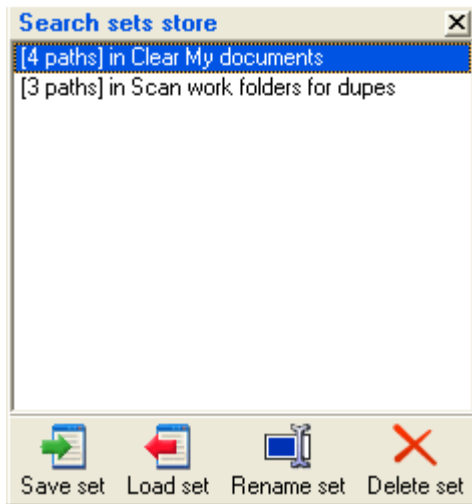 Search sets store
[4 paths] in Clear My documents
[3 paths] in Scan work folders for dupes
Save set Load set Rename set Delete set